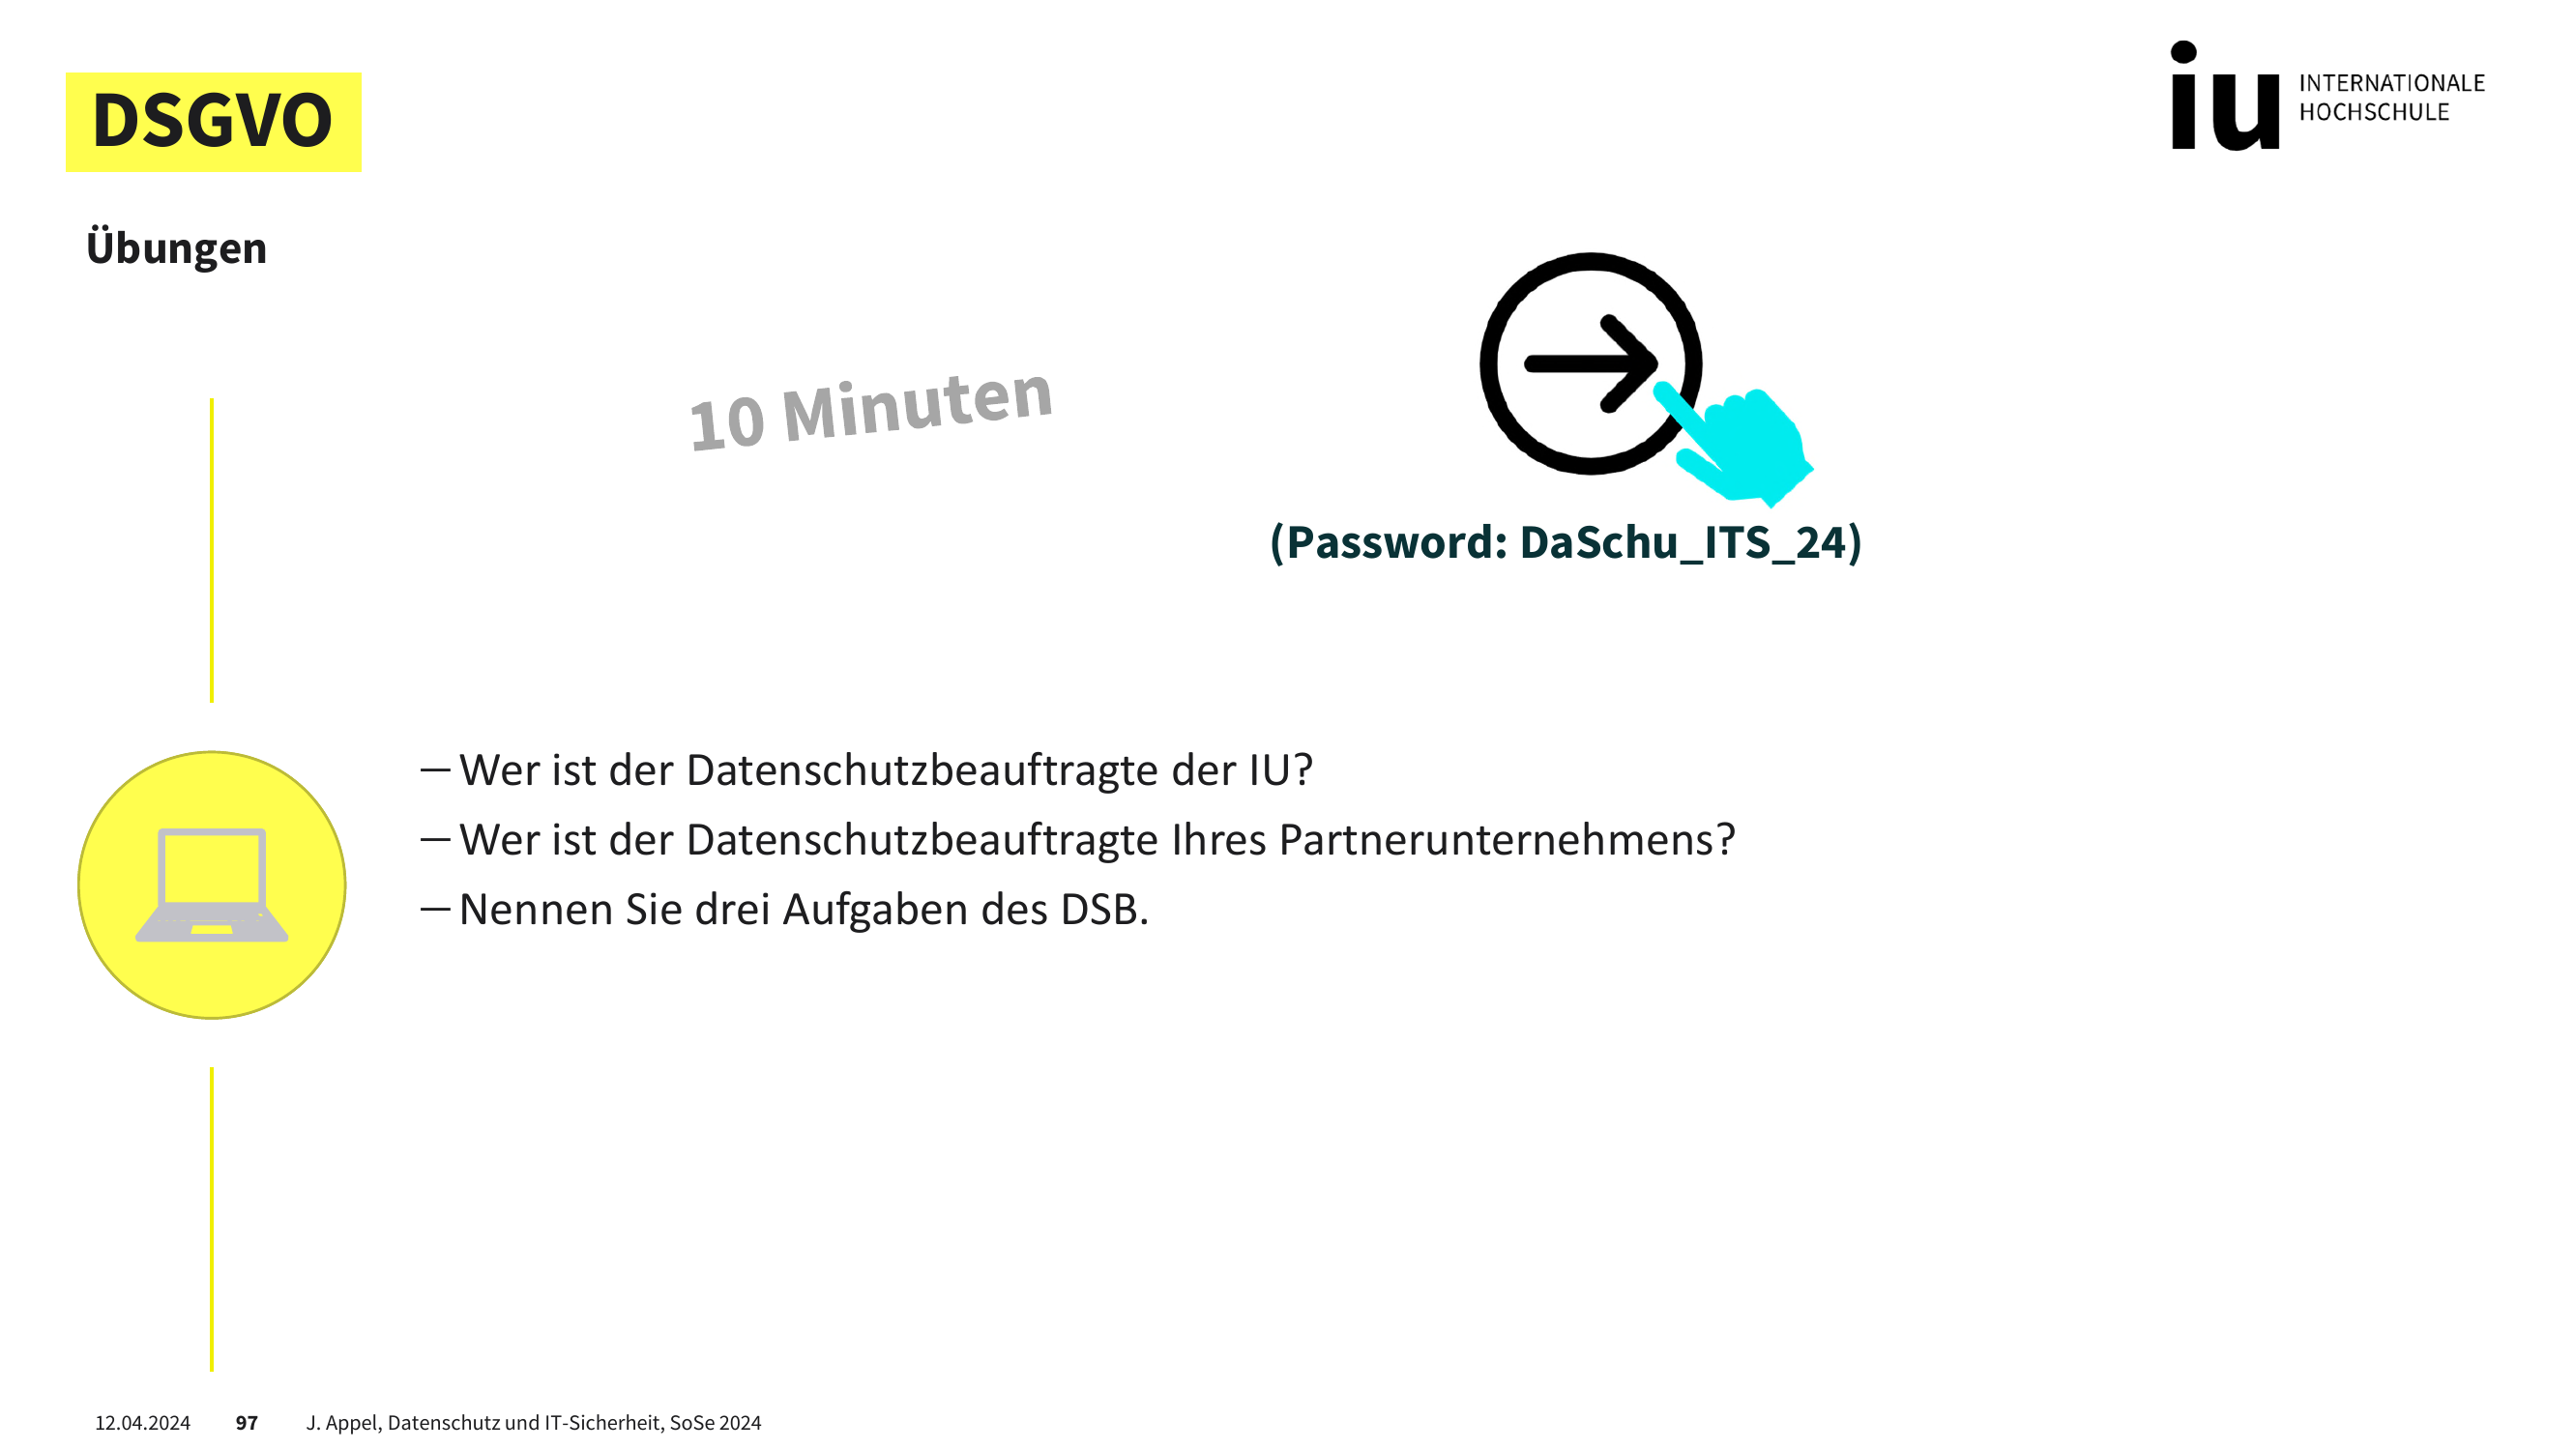 DSGVO
iu INTERNATIONALE
HOCHSCHULE
Übungen
10 Minuten
(Password: DaSchu_ITS_24)
— Wer ist der Datenschutzbeauftragte der IU?
— Wer ist der Datenschutzbeauftragte Ihres Partnerunternehmens?
— Nennen Sie drei Aufgaben des DSB.
12.04.2024 97 J. Appel, Datenschutz und IT-Sicherheit, SoSe 2024